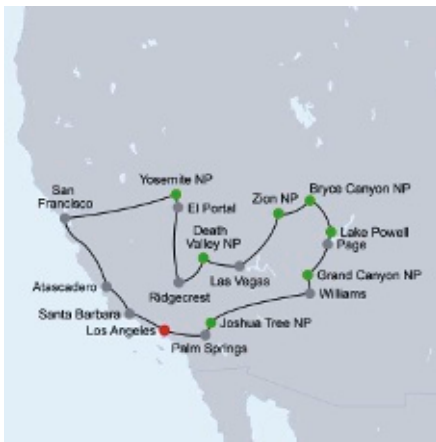 Yosemite NP
San
Francisco
El Portal
Zion NP
Bryce Canyon NP
Death
Valley NP
Lake Powell
Page
Las Vegas
Grand Canyon NP
Ridgecrest
Williams
Atascadero
Santa Barbara
Los Angeles
Joshua Tree NP
Palm Springs